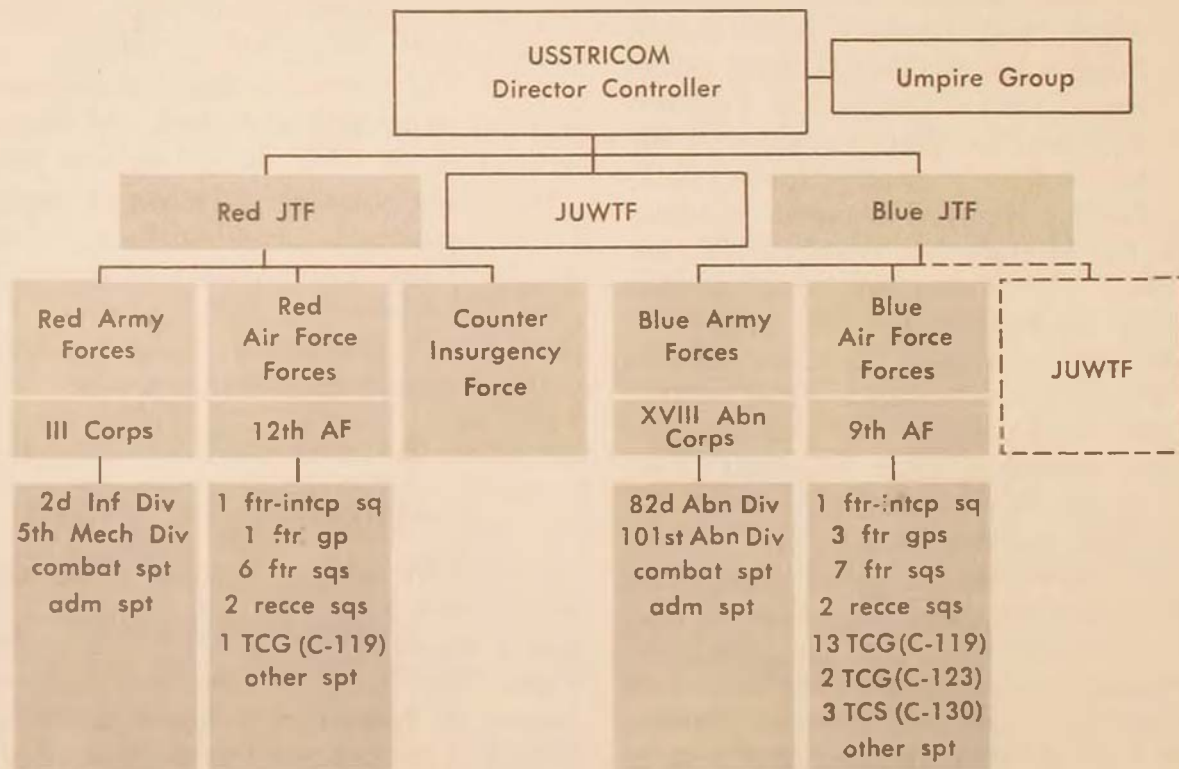 USSTRICOM
Director Controller
Umpire Group
Red JTF
JUWTF
Blue JTF
Red Army
Forces
Red
Air Force
Forces
Counter
Insurgency
Force
Blue Army
Forces
Blue
Air Force
Forces
JUWTF
III Corps
12th AF
XVIII Abn
Corps
9th AF
2d Inf Div
5th Mech Div
combat spt
adm spt
1 ftr-intcp sq
1 ftr gp
6 ftr sqs
2 recce sqs
1 TCG (C-119)
other spt
82d Abn Div
101st Abn Div
combat spt
adm spt
1 ftr-intcp sq
3 ftr gps
7 ftr sqs
2 recce sqs
13 TCG (C-119)
2 TCG (C-123)
3 TCS (C-130)
other spt